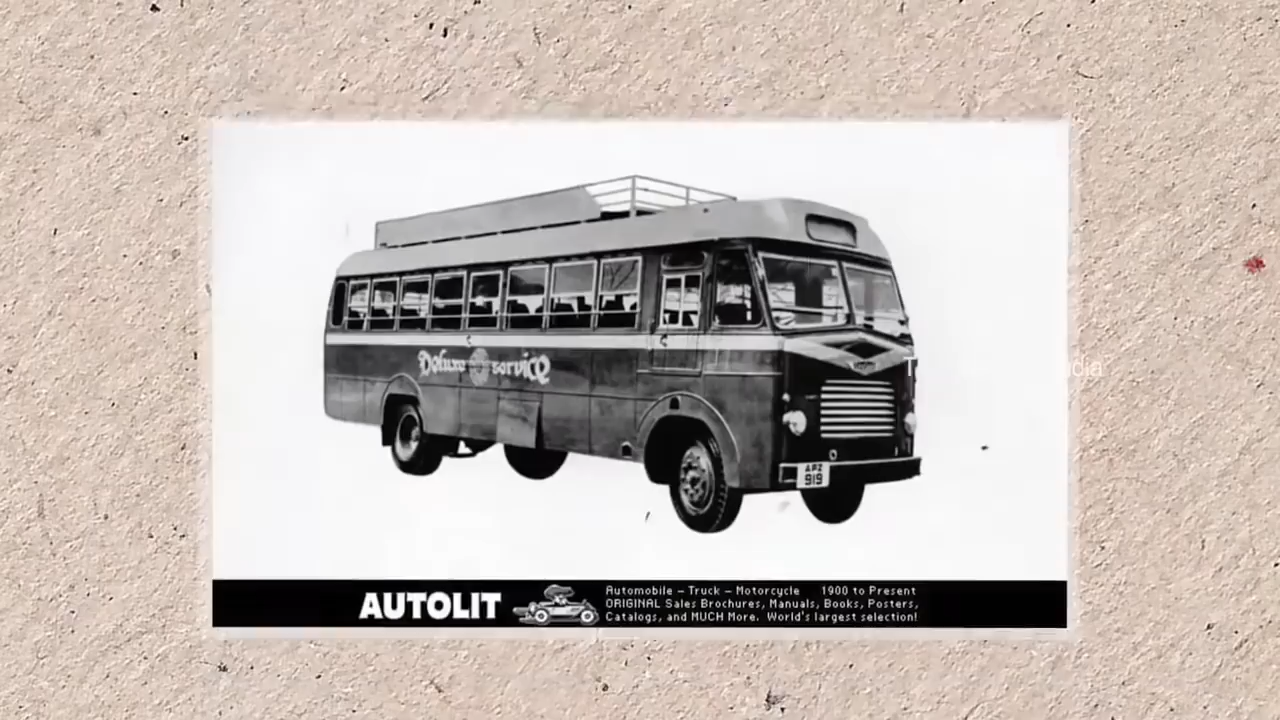 Deluxe service
APZ
919
AUTOLIT
Automobile – Truck – Motorcycle 1900 to Present
ORIGINAL Sales Brochures, Manuals, Books, Posters,
Catalogs, and MUCH More. World's largest selection!